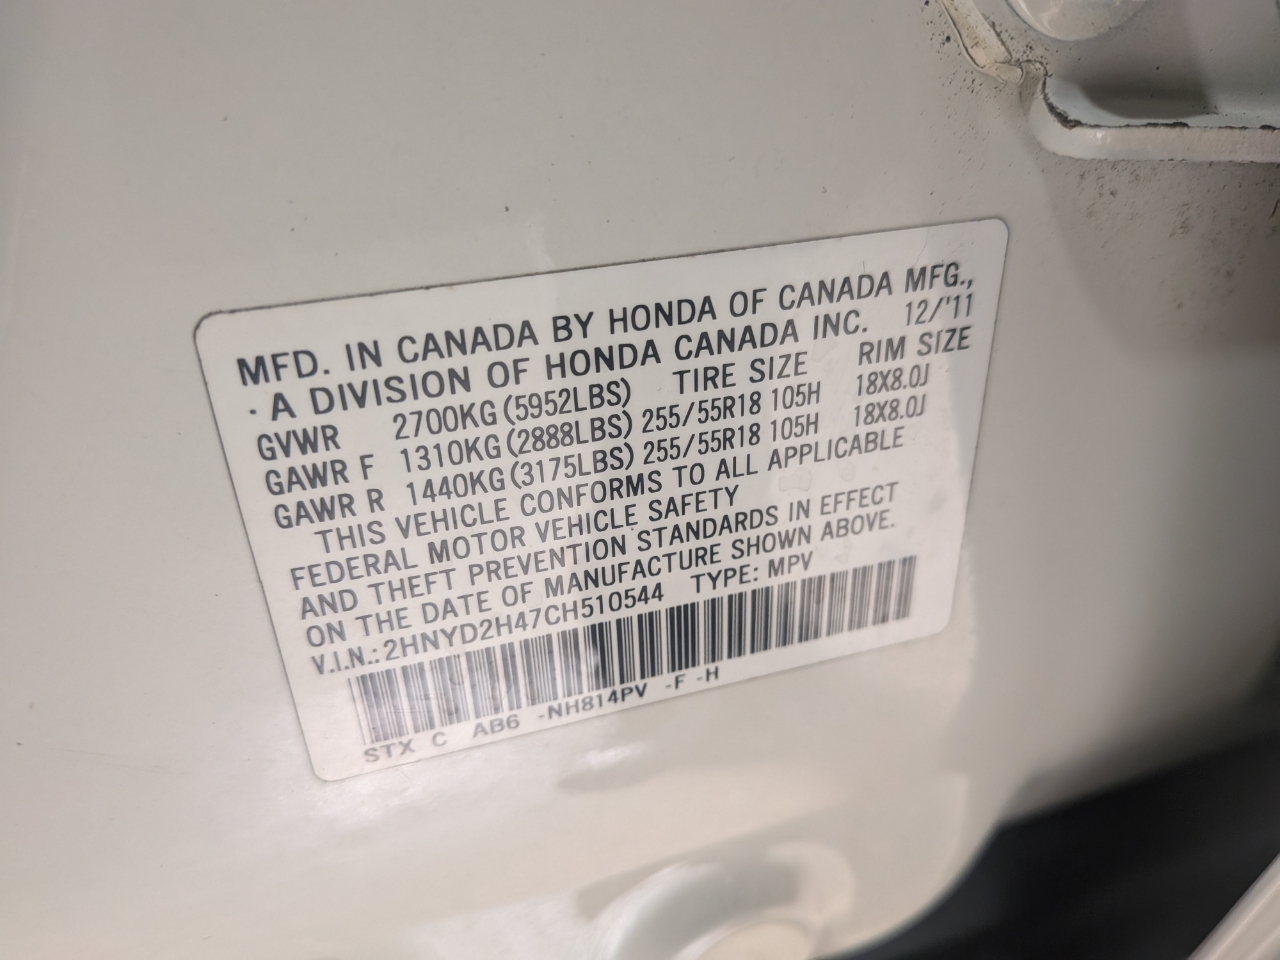 MFD. IN CANADA BY HONDA OF CANADA MFG.,
· A DIVISION OF HONDA CANADA INC. 12/'11
GVWR 2700KG (5952LBS) TIRE SIZE RIM SIZE
GAWR F 1310KG (2888LBS) 255/55R18 105H 18X8.0J
GAWR R 1440KG (3175LBS) 255/55R18 105H 18X8.0J
THIS VEHICLE CONFORMS TO ALL APPLICABLE
FEDERAL MOTOR VEHICLE SAFETY
AND THEFT PREVENTION STANDARDS IN EFFECT
ON THE DATE OF MANUFACTURE SHOWN ABOVE.
V.I.N.: 2HNYD2H47CH510544 TYPE: MPV
STX C AB6 -NH814PV -F -H